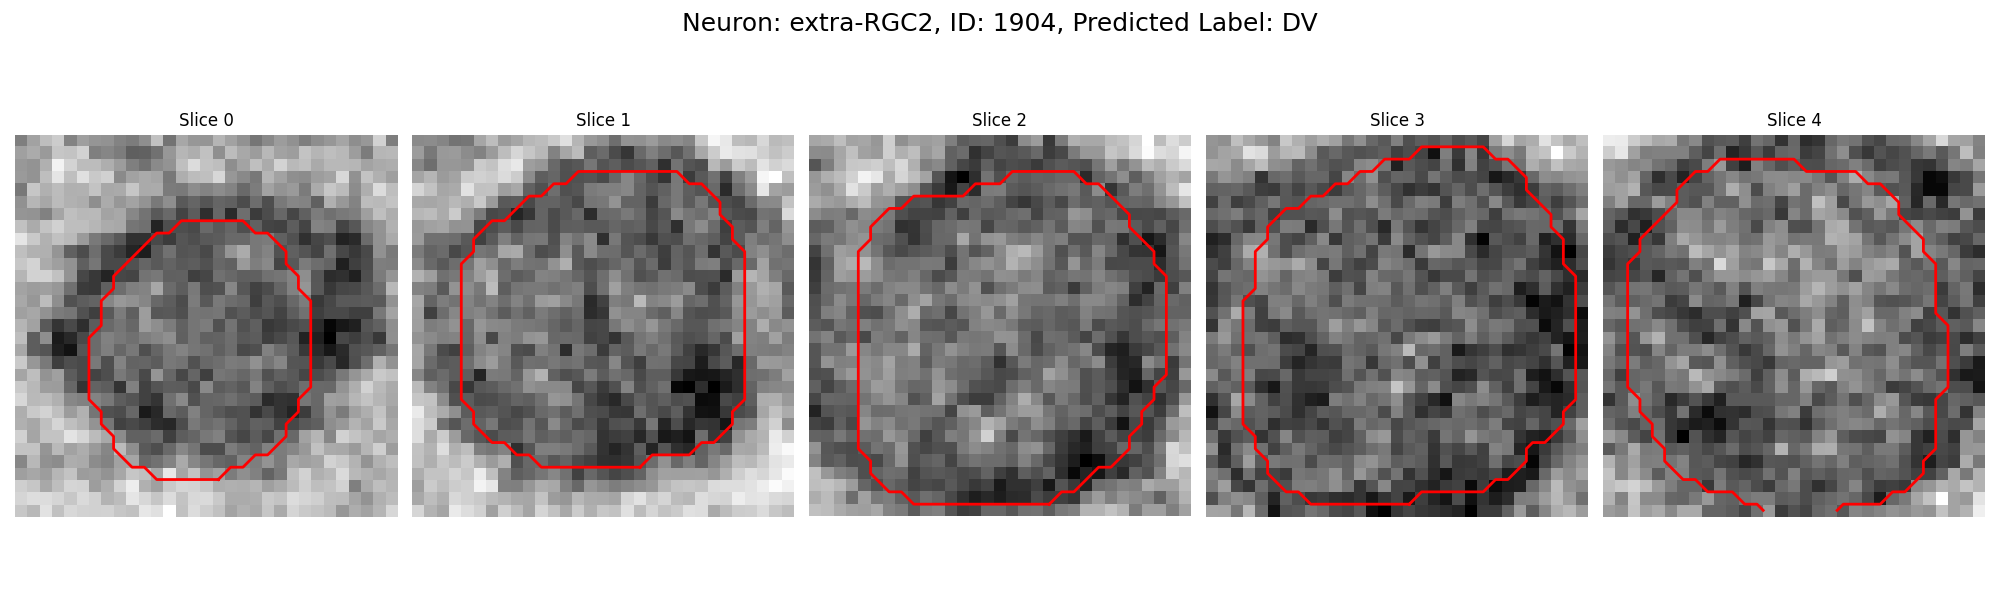 Neuron: extra-RGC2, ID: 1904, Predicted Label: DV
Slice 0
Slice 1
Slice 2
Slice 3
Slice 4